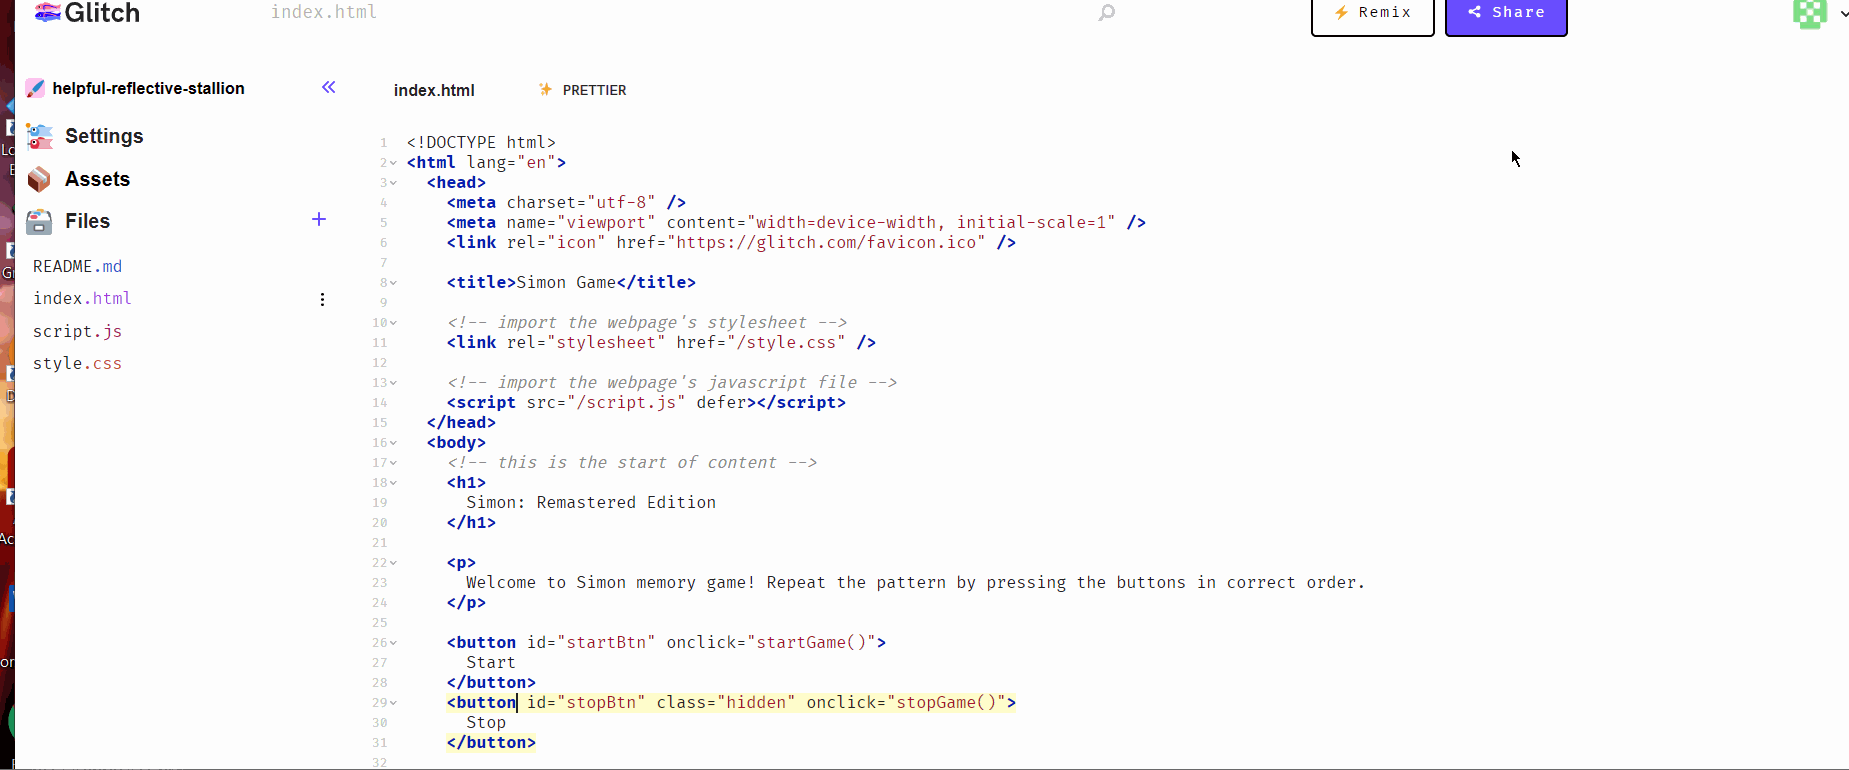 Glitch
index.html
Remix
Share
helpful-reflective-stallion
index.html
PRETTIER
Settings
Assets
Files
README.md
index.html
script.js
style.css
1 <!DOCTYPE html>
2 <html lang="en">
3 <head>
4 <meta charset="utf-8" />
5 <meta name="viewport" content="width=device-width, initial-scale=1" />
6 <link rel="icon" href="https://glitch.com/favicon.ico" />
7
8 <title>Simon Game</title>
9
10 <!-- import the webpage's stylesheet -->
11 <link rel="stylesheet" href="/style.css" />
12
13 <!-- import the webpage's javascript file -->
14 <script src="/script.js" defer></script>
15 </head>
16 <body>
17 <!-- this is the start of content -->
18 <h1>
19 Simon: Remastered Edition
20 </h1>
21
22 <p>
23 Welcome to Simon memory game! Repeat the pattern by pressing the buttons in correct order.
24 </p>
25
26 <button id="startBtn" onclick="startGame()">
27 Start
28 </button>
29 <button id="stopBtn" class="hidden" onclick="stopGame()">
30 Stop
31 </button>
32